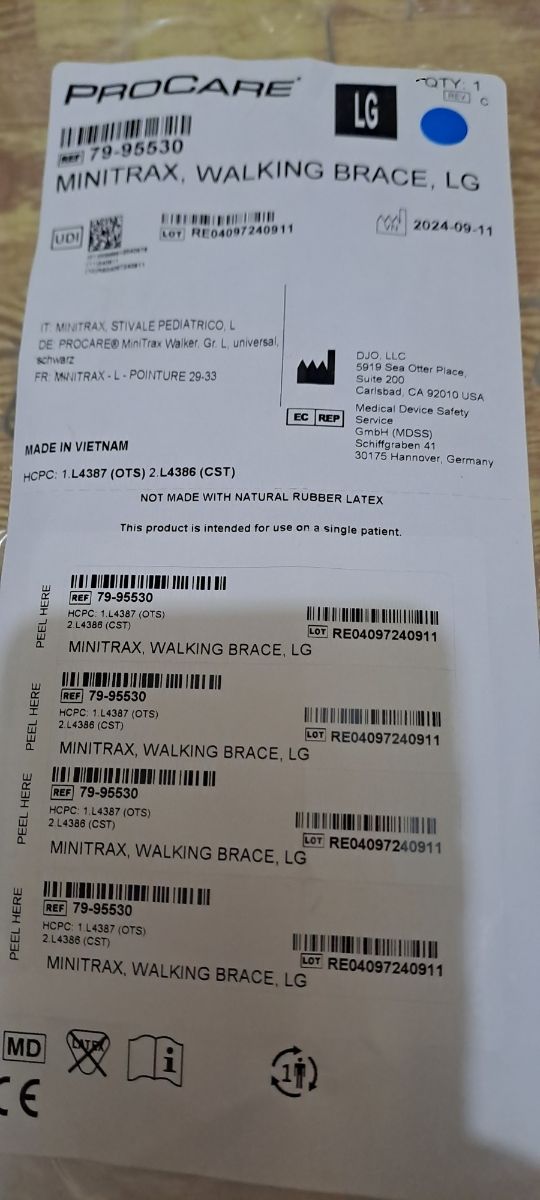 PROCARE®
LG
QTY: 1
REV C
REF 79-95530
MINITRAX, WALKING BRACE, LG
UDI
LOT RE04097240911
VN 2024-09-11
IT: MINITRAX, STIVALE PEDIATRICO, L
DE: PROCARE® MiniTrax Walker, Gr. L, universal,
schwarz
FR: MINITRAX - L - POINTURE 29-33
DJO, LLC
5919 Sea Otter Place,
Suite 200
Carlsbad, CA 92010 USA
EC REP
Medical Device Safety
Service
GmbH (MDSS)
Schiffgraben 41
30175 Hannover, Germany
MADE IN VIETNAM
HCPC: 1.L4387 (OTS) 2.L4386 (CST)
NOT MADE WITH NATURAL RUBBER LATEX
This product is intended for use on a single patient.
PEEL HERE
REF 79-95530
HCPC: 1.L4387 (OTS)
2.L4386 (CST)
LOT RE04097240911
MINITRAX, WALKING BRACE, LG
PEEL HERE
REF 79-95530
HCPC: 1.L4387 (OTS)
2.L4386 (CST)
LOT RE04097240911
MINITRAX, WALKING BRACE, LG
PEEL HERE
REF 79-95530
HCPC: 1.L4387 (OTS)
2.L4386 (CST)
LOT RE04097240911
MINITRAX, WALKING BRACE, LG
PEEL HERE
REF 79-95530
HCPC: 1.L4387 (OTS)
2.L4386 (CST)
LOT RE04097240911
MINITRAX, WALKING BRACE, LG
MD
LATEX
i
1
CE